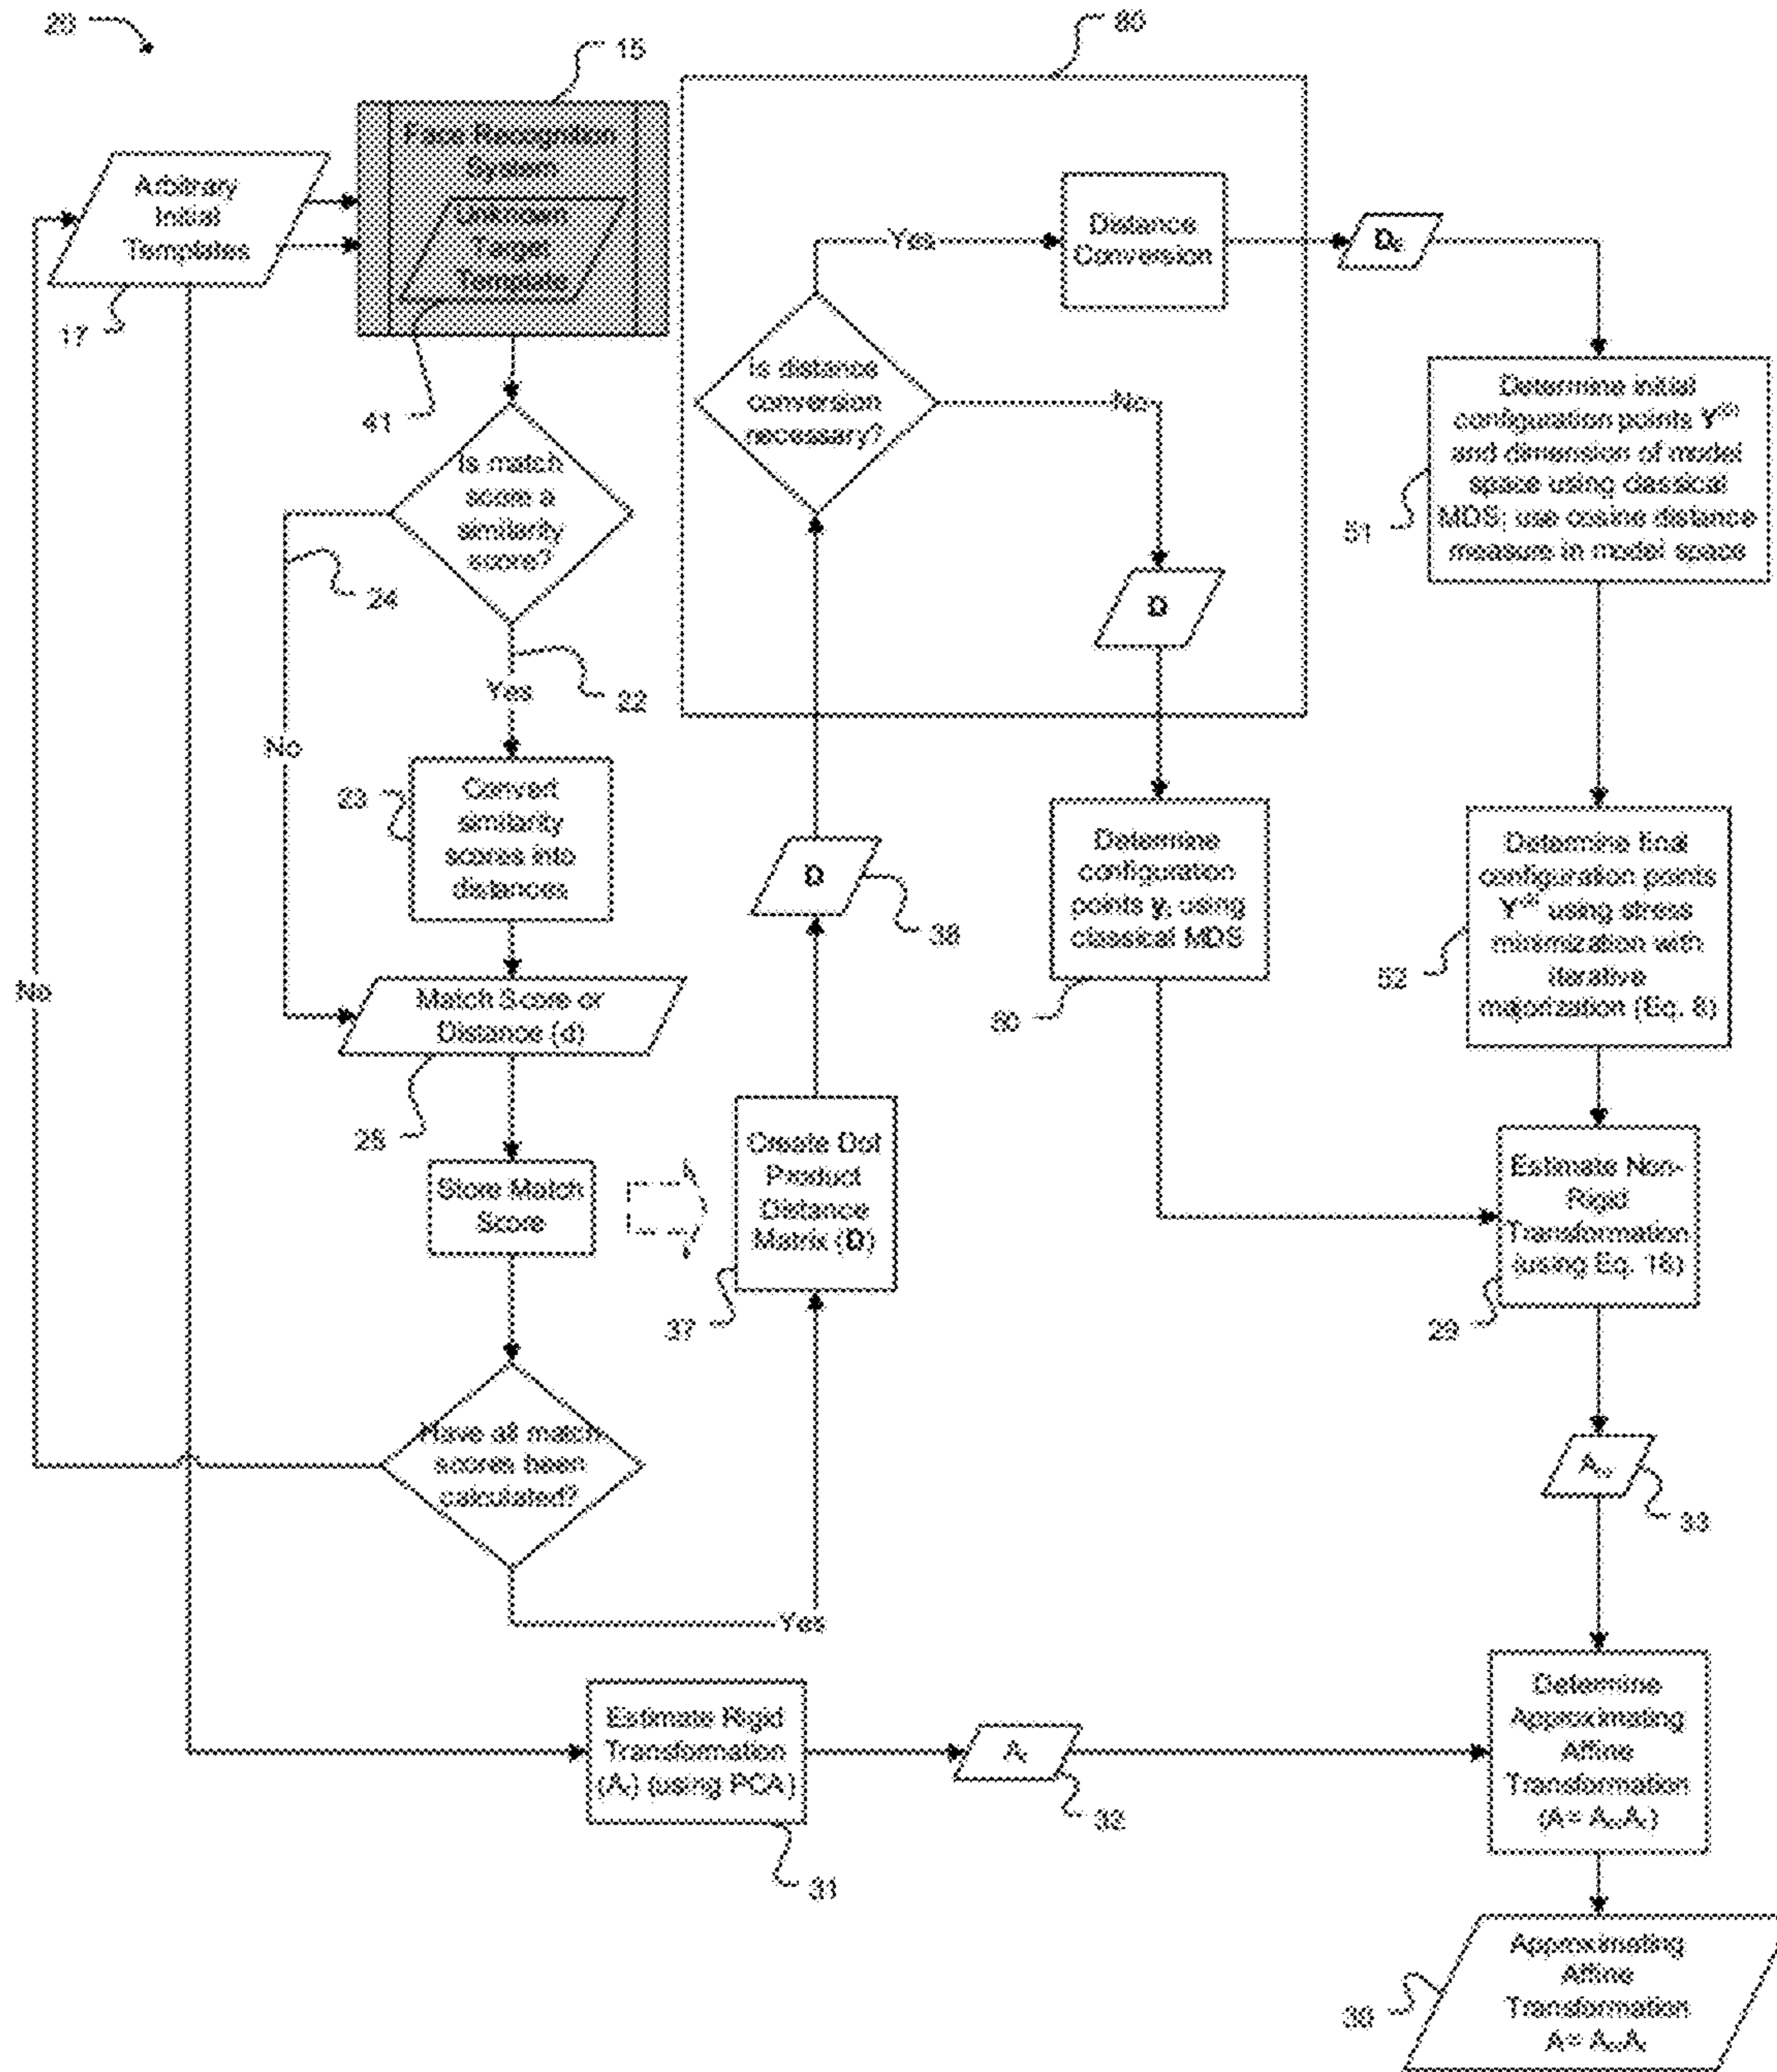 20
15
Face Recognition
System
Unknown
Target
Template
41
Arbitrary
Initial
Templates
17
Is match
score a
similarity
score?
24
22
Yes
No
23
Convert
similarity
scores into
distances
Match Score or
Distance (d)
Store Match
Score
Have all match
scores been
calculated?
No
Yes
Create Dot
Product
Distance
Matrix (D)
37
D
38
Is distance
conversion
necessary?
Yes
No
Distance
Conversion
D
Determine
configuration
points yᵢ using
classical MDS
Determine initial
configuration points Y⁽⁰⁾
and dimension of model
space using classical
MDS; use cosine distance
measure in model space
51
Determine final
configuration points
using stress
minimization with
iterative
majorization (Eq. 8)
52
Estimate Non-
Rigid
Transformation
(using Eq. 16)
29
33
Estimate Rigid
Transformation
(Aᵣ) (using PCA)
31
Aᵣ
32
Determine
Approximating
Affine
Transformation
(A= AₙᵣAᵣ)
Approximating
Affine
Transformation
A= AₙᵣAᵣ